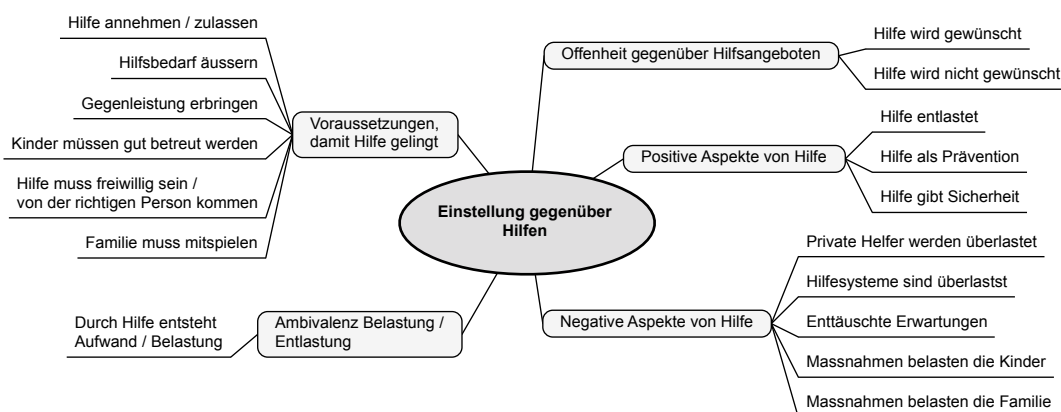 Hilfe annehmen / zulassen
Hilfsbedarf äussern
Gegenleistung erbringen
Kinder müssen gut betreut werden
Hilfe muss freiwillig sein /
von der richtigen Person kommen
Familie muss mitspielen
Voraussetzungen,
damit Hilfe gelingt
Durch Hilfe entsteht
Aufwand / Belastung
Ambivalenz Belastung /
Entlastung
Einstellung gegenüber
Hilfen
Offenheit gegenüber Hilfsangeboten
Hilfe wird gewünscht
Hilfe wird nicht gewünscht
Positive Aspekte von Hilfe
Hilfe entlastet
Hilfe als Prävention
Hilfe gibt Sicherheit
Negative Aspekte von Hilfe
Private Helfer werden überlastet
Hilfesysteme sind überlastst
Enttäuschte Erwartungen
Massnahmen belasten die Kinder
Massnahmen belasten die Familie